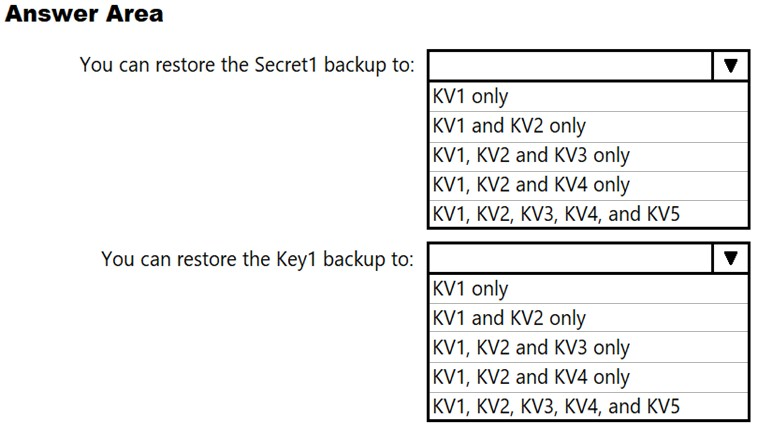 Answer Area
You can restore the Secret1 backup to:
KV1 only
KV1 and KV2 only
KV1, KV2 and KV3 only
KV1, KV2 and KV4 only
KV1, KV2, KV3, KV4, and KV5
You can restore the Key1 backup to:
KV1 only
KV1 and KV2 only
KV1, KV2 and KV3 only
KV1, KV2 and KV4 only
KV1, KV2, KV3, KV4, and KV5